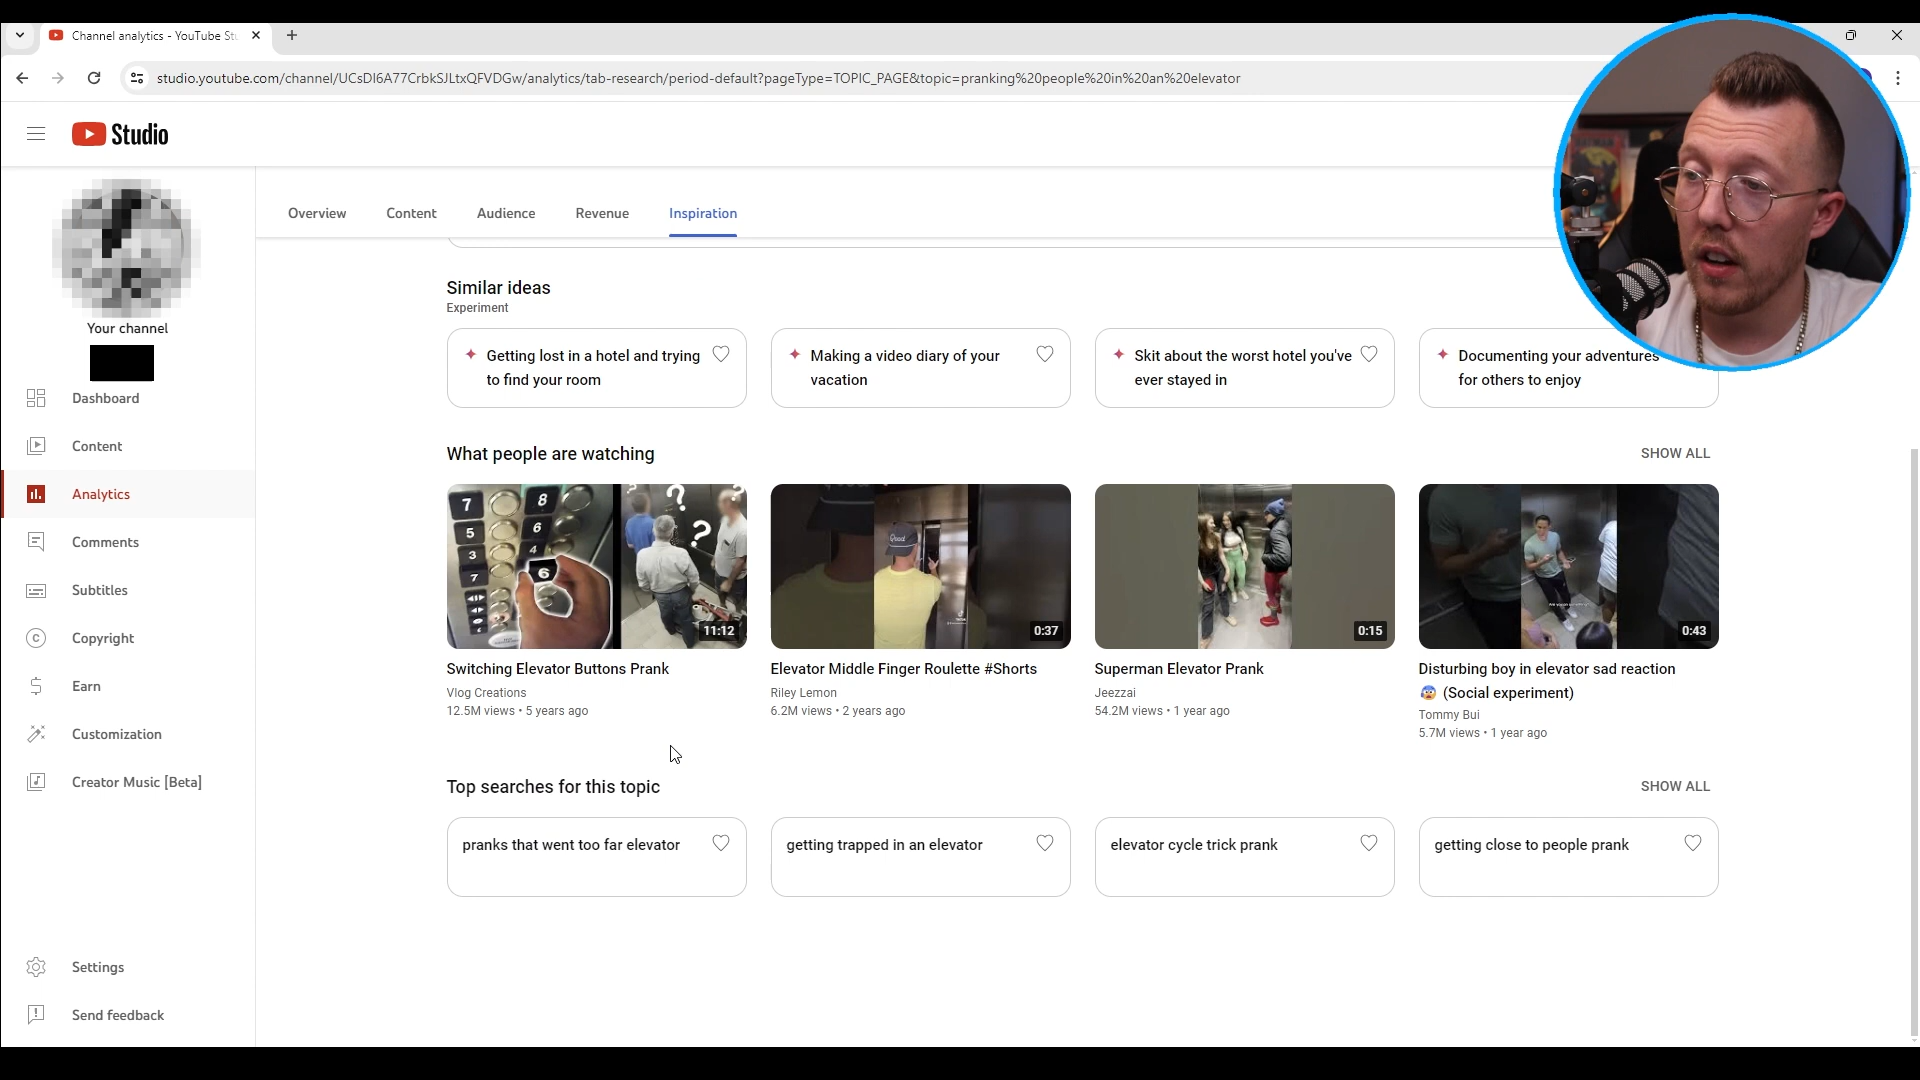 Channel analytics - YouTube Stu
studio.youtube.com/channel/UCsDI6A77CrbkSJLtxQFVDGw/analytics/tab-research/period-default?pageType=TOPIC_PAGE&topic=pranking%20people%20in%20an%20elevator
Studio
Your channel
Dashboard
Content
Analytics
Comments
Subtitles
Copyright
Earn
Customization
Creator Music [Beta]
Settings
Send feedback
Overview
Content
Audience
Revenue
Inspiration
Similar ideas
Experiment
Getting lost in a hotel and trying
to find your room
Making a video diary of your
vacation
Skit about the worst hotel you've
ever stayed in
Documenting your adventures
for others to enjoy
What people are watching
SHOW ALL
11:12
0:37
0:15
0:43
Switching Elevator Buttons Prank
Vlog Creations
12.5M views • 5 years ago
Elevator Middle Finger Roulette #Shorts
Riley Lemon
6.2M views • 2 years ago
Superman Elevator Prank
Jeezzai
54.2M views • 1 year ago
Disturbing boy in elevator sad reaction
😰 (Social experiment)
Tommy Bui
5.7M views • 1 year ago
Top searches for this topic
SHOW ALL
pranks that went too far elevator
getting trapped in an elevator
elevator cycle trick prank
getting close to people prank